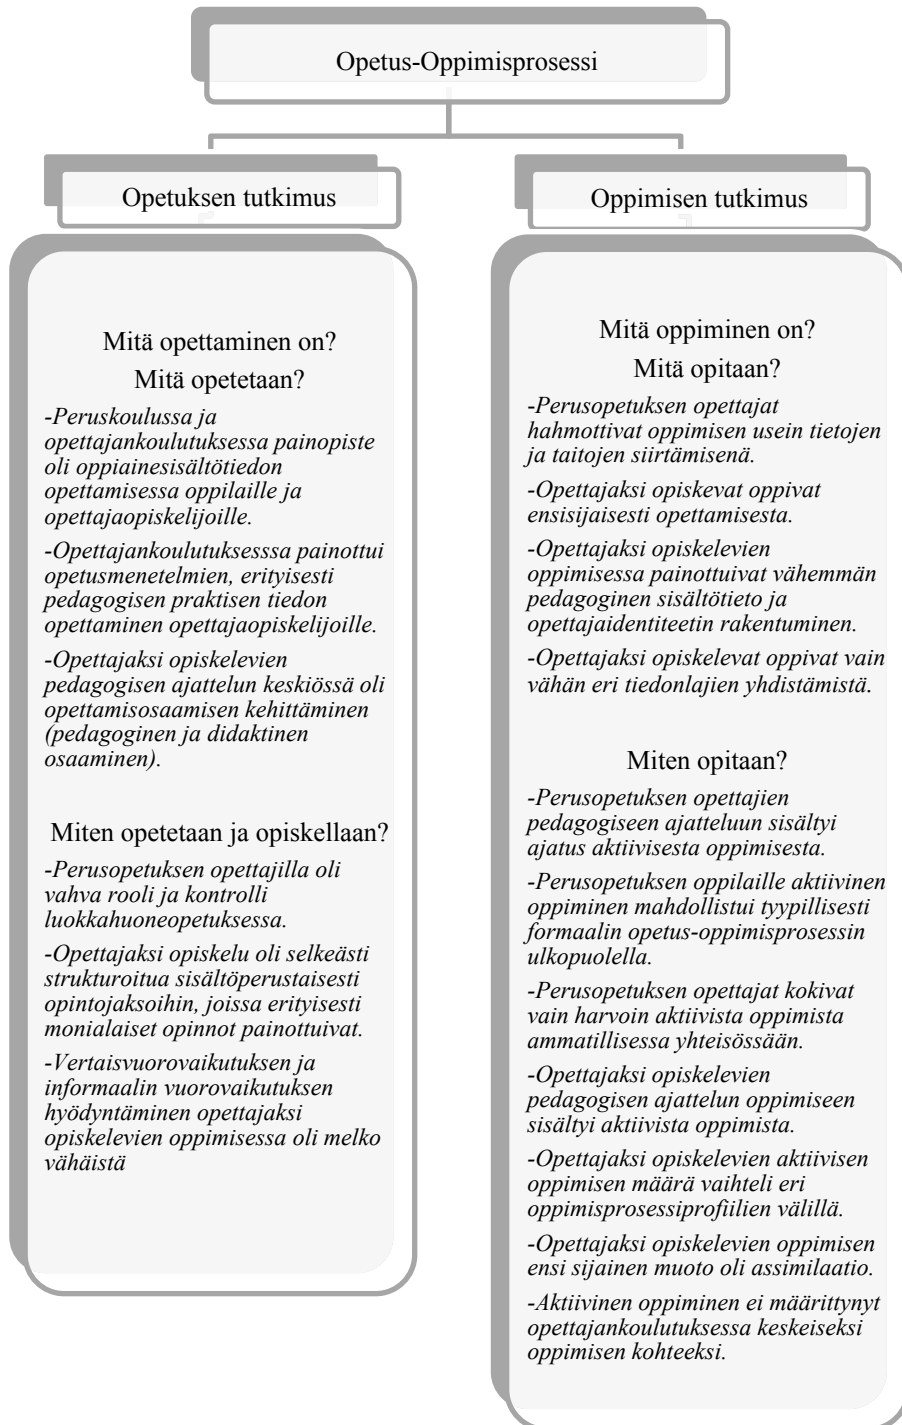 Opetus-Oppimisprosessi
Opetuksen tutkimus
Mitä opettaminen on?
Mitä opetetaan?
-Peruskoulussa ja
opettajankoulutuksessa painopiste
oli oppiainesisältötiedon
opettamisessa oppilaille ja
opettajaopiskelijoille.
-Opettajankoulutuksesssa painottui
opetusmenetelmien, erityisesti
pedagogisen praktisen tiedon
opettaminen opettajaopiskelijoille.
-Opettajaksi opiskelevien
pedagogisen ajattelun keskiössä oli
opettamisosaamisen kehittäminen
(pedagoginen ja didaktinen
osaaminen).
Miten opetetaan ja opiskellaan?
-Perusopetuksen opettajilla oli
vahva rooli ja kontrolli
luokkahuoneopetuksessa.
-Opettajaksi opiskelu oli selkeästi
strukturoitua sisältöperustaisesti
opintojaksoihin, joissa erityisesti
monialaiset opinnot painottuivat.
-Vertaisvuorovaikutuksen ja
informaalin vuorovaikutuksen
hyödyntäminen opettajaksi
opiskelevien oppimisessa oli melko
vähäistä
Oppimisen tutkimus
Mitä oppiminen on?
Mitä opitaan?
-Perusopetuksen opettajat
hahmottivat oppimisen usein tietojen
ja taitojen siirtämisenä.
-Opettajaksi opiskevat oppivat
ensisijaisesti opettamisesta.
-Opettajaksi opiskelevien
oppimisessa painottuivat vähemmän
pedagoginen sisältötieto ja
opettajaidentiteetin rakentuminen.
-Opettajaksi opiskelevat oppivat vain
vähän eri tiedonlajien yhdistämistä.
Miten opitaan?
-Perusopetuksen opettajien
pedagogiseen ajatteluun sisältyi
ajatus aktiivisesta oppimisesta.
-Perusopetuksen oppilaille aktiivinen
oppiminen mahdollistui tyypillisesti
formaalin opetus-oppimisprosessin
ulkopuolella.
-Perusopetuksen opettajat kokivat
vain harvoin aktiivista oppimista
ammatillisessa yhteisössään.
-Opettajaksi opiskelevien
pedagogisen ajattelun oppimiseen
sisältyi aktiivista oppimista.
-Opettajaksi opiskelevien aktiivisen
oppimisen määrä vaihteli eri
oppimisprosessiprofiilien välillä.
-Opettajaksi opiskelevien oppimisen
ensi sijainen muoto oli assimilaatio.
-Aktiivinen oppiminen ei määrittynyt
opettajankoulutuksessa keskeiseksi
oppimisen kohteeksi.